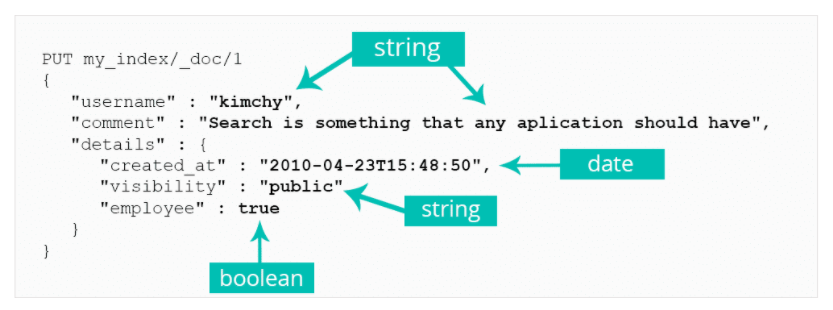 string
PUT my_index/_doc/1
{
"username" : "kimchy",
"comment" : "Search is something that any aplication should have",
"details" : {
"created_at" : "2010-04-23T15:48:50",
date
"visibility" : "public"
"employee" : true
string
}
}
boolean